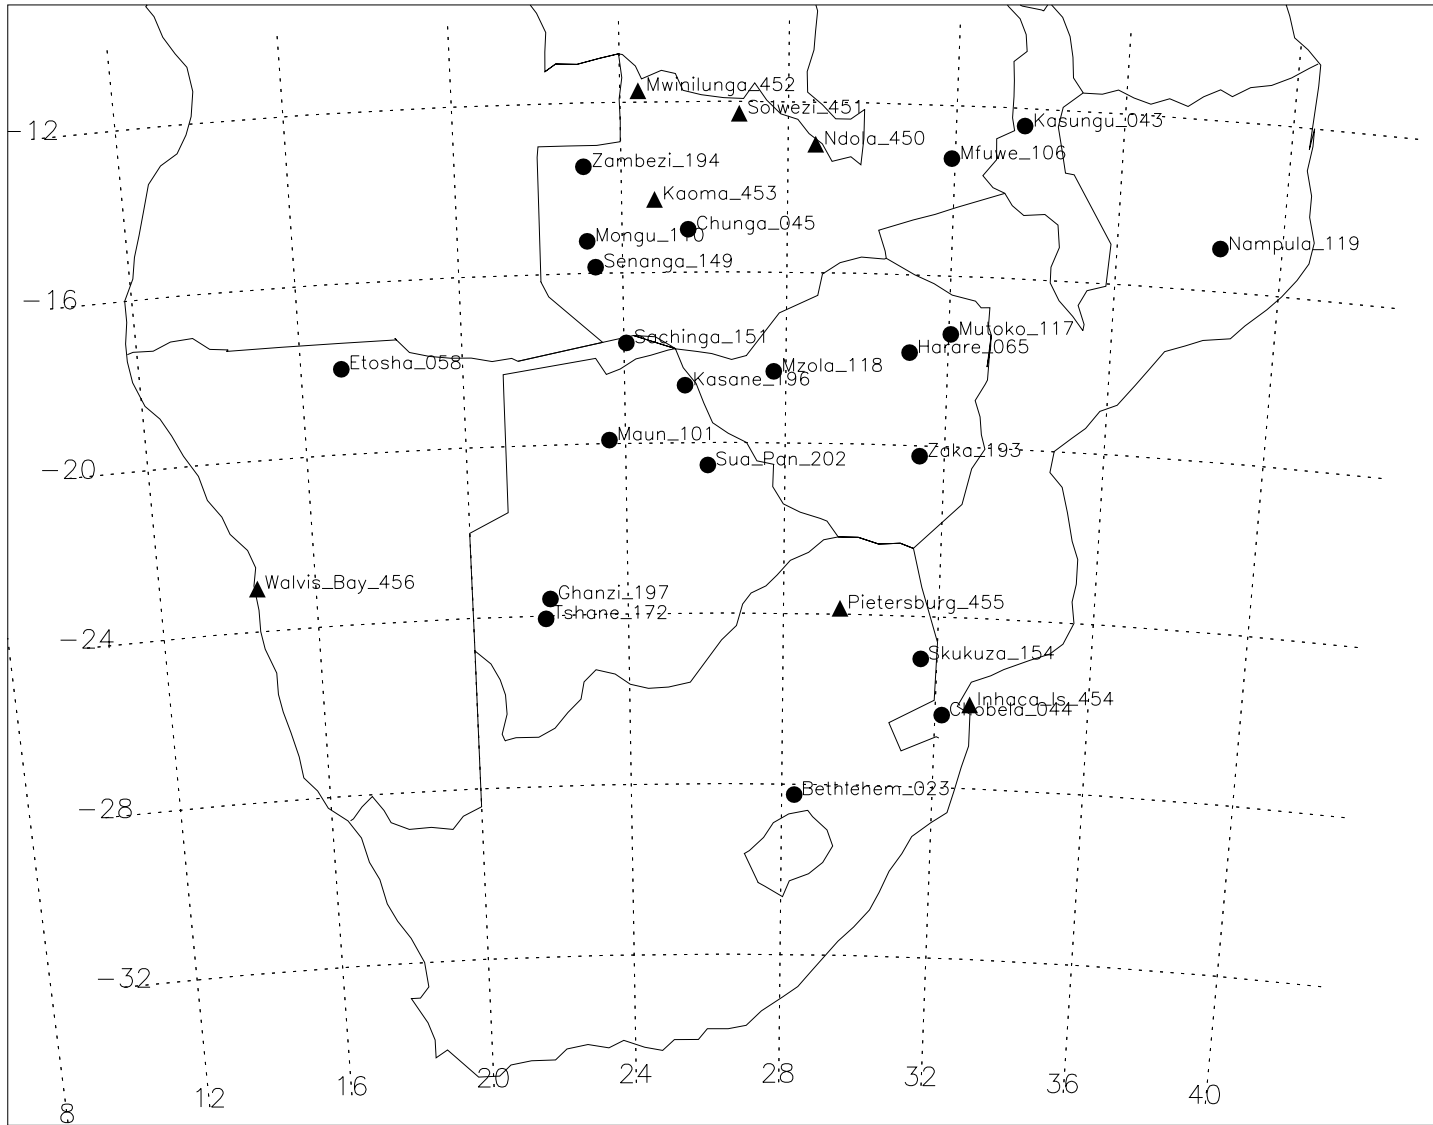 Mwinilunga_452
Solwezi_451
Kasungu_043
-12
Ndola_450
Mfuwe_106
Zambezi_194
Kaoma_453
Chunga_045
Mongu_110
Nampula_119
Senanga_149
-16
Mutoko_117
Sachinga_151
Harare_065
Etosha_058
Mzola_118
Kasane_196
Maun_101
Zaka_193
Sua_Pan_202
-20
Walvis_Bay_456
Ghanzi_197
Pietersburg_455
Tshane_172
-24
Skukuza_154
Inhaca_Is_454
Chobela_044
Bethlehem_023
-28
-32
8 12 16 20 24 28 32 36 40